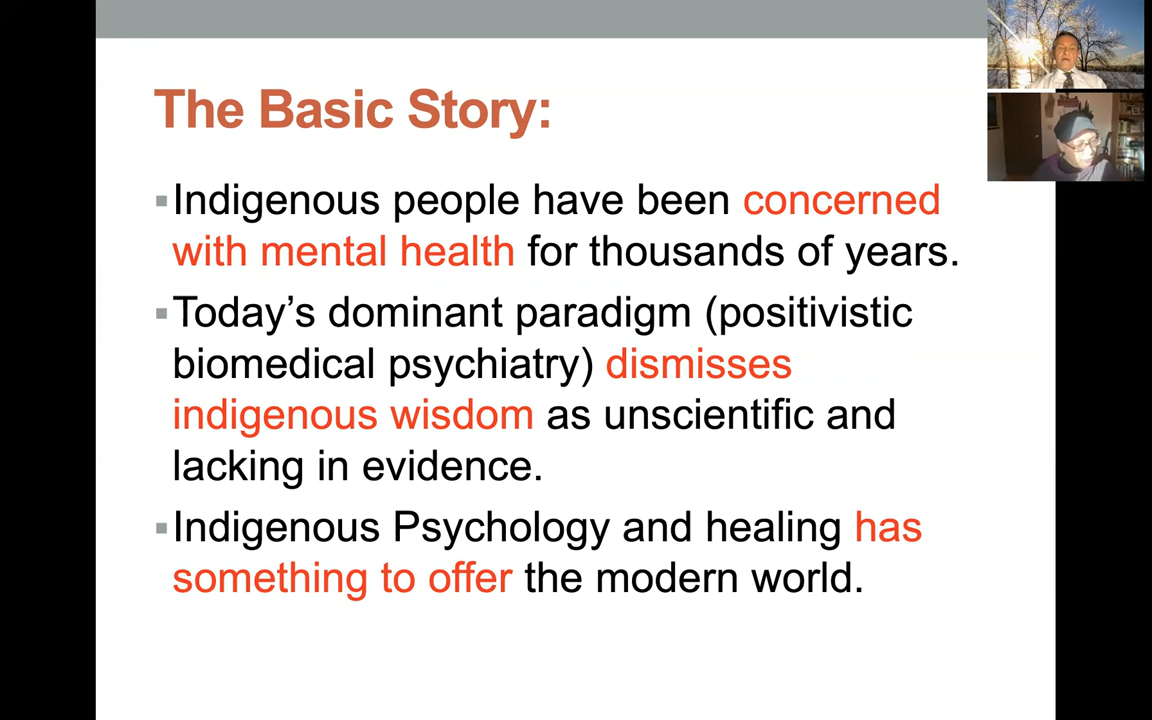 The Basic Story:
▪Indigenous people have been concerned
with mental health for thousands of years.
▪Today’s dominant paradigm (positivistic
biomedical psychiatry) dismisses
indigenous wisdom as unscientific and
lacking in evidence.
▪Indigenous Psychology and healing has
something to offer the modern world.